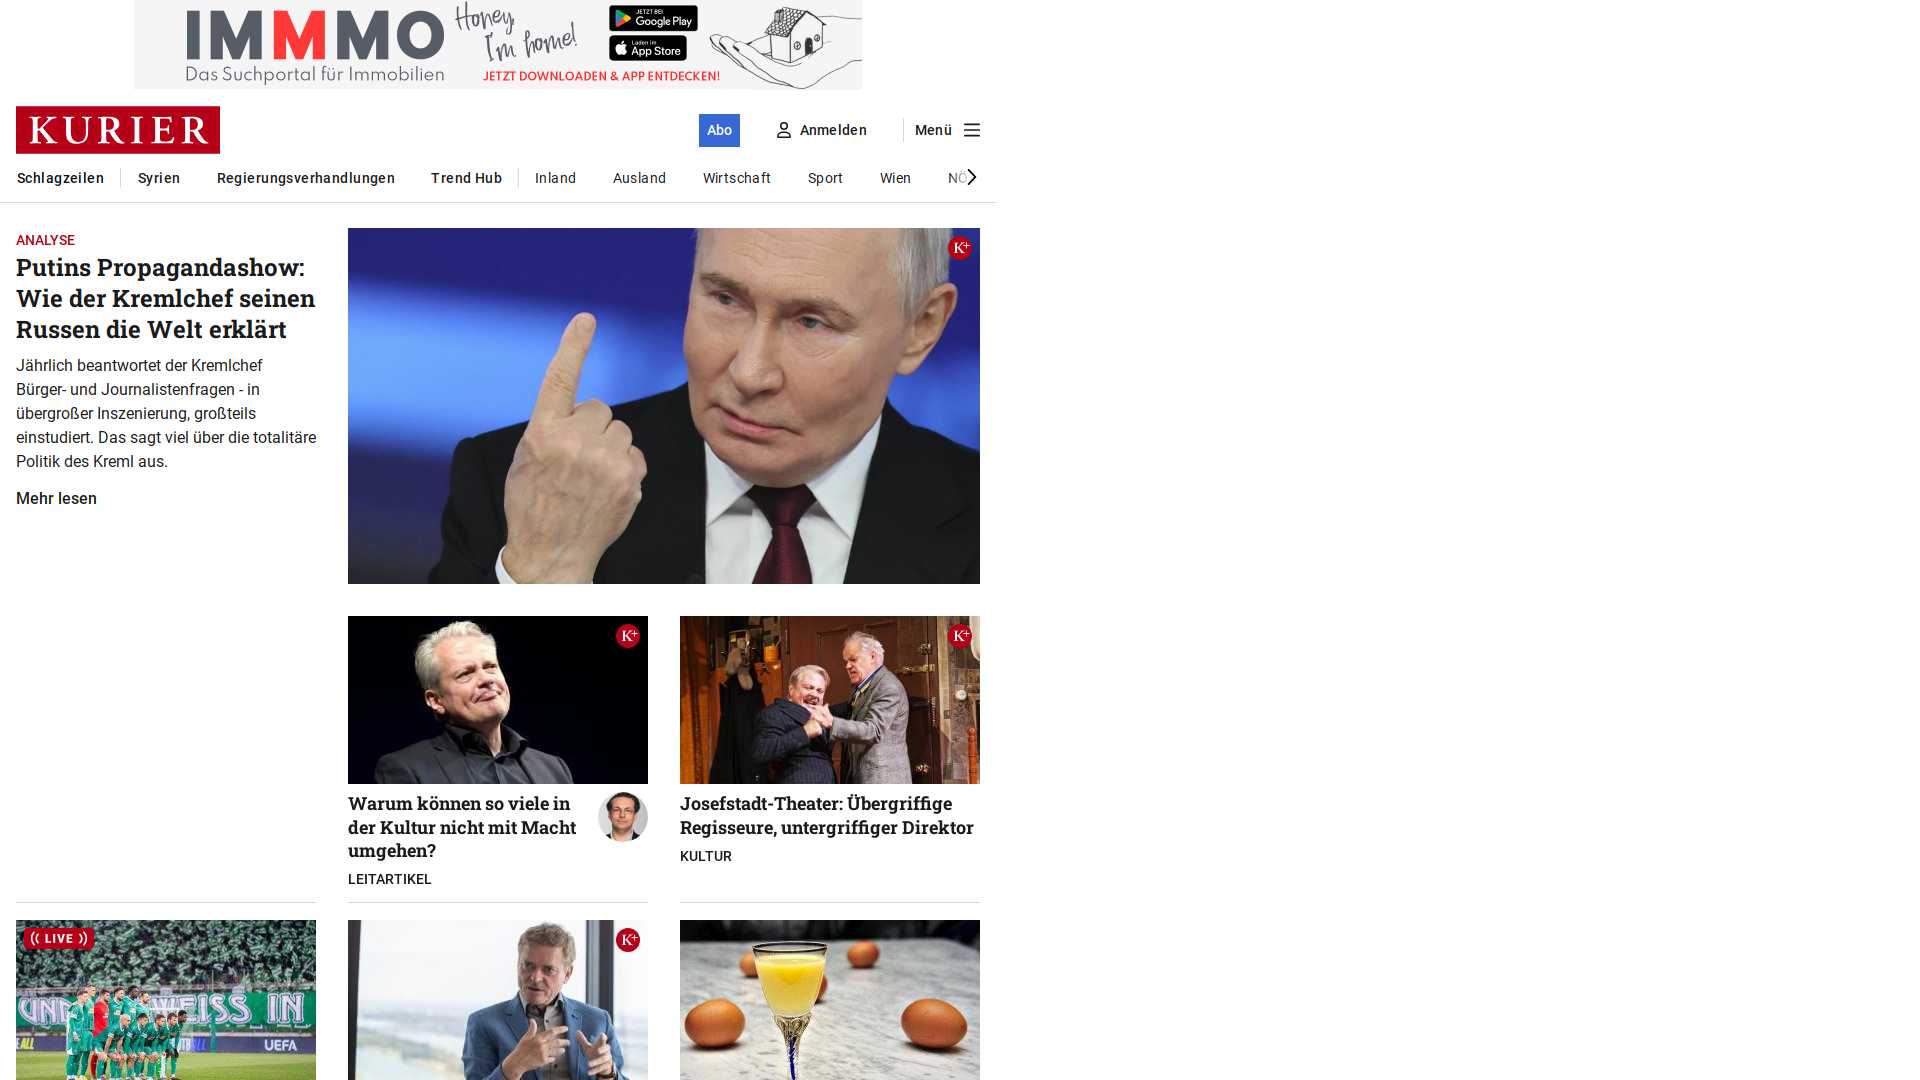 IMMMO
Das Suchportal für Immobilien
Honey,
I'm home!
JETZT BEI
Google Play
Laden im
App Store
JETZT DOWNLOADEN & APP ENTDECKEN!
KURIER
Abo
Anmelden
Menü
Schlagzeilen
Syrien
Regierungsverhandlungen
Trend Hub
Inland
Ausland
Wirtschaft
Sport
Wien
NÖ
ANALYSE
Putins Propagandashow:
Wie der Kremlchef seinen
Russen die Welt erklärt
Jährlich beantwortet der Kremlchef
Bürger- und Journalistenfragen - in
übergroßer Inszenierung, großteils
einstudiert. Das sagt viel über die totalitäre
Politik des Kreml aus.
Mehr lesen
K+
K+
K+
Warum können so viele in
der Kultur nicht mit Macht
umgehen?
LEITARTIKEL
Josefstadt-Theater: Übergriffige
Regisseure, untergriffiger Direktor
KULTUR
LIVE
UND WEISS IN
UEFA
K+